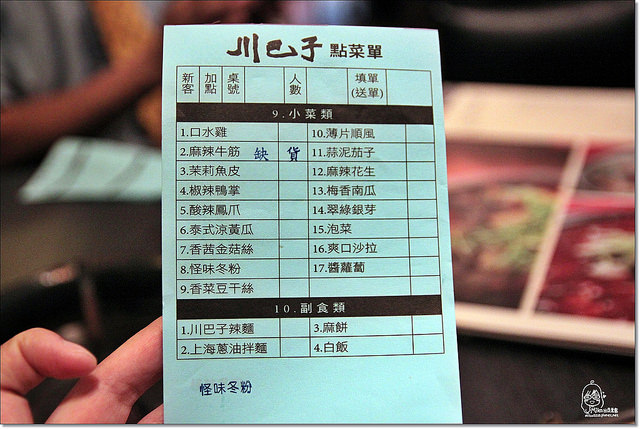 川巴子 點菜單
新客 加點 桌號 人數 填單(送單)
9.小菜類
1.口水雞 10.薄片順風
2.麻辣牛筋 缺 貨 11.蒜泥茄子
3.茉莉魚皮 12.麻辣花生
4.椒辣鴨掌 13.梅香南瓜
5.酸辣鳳爪 14.翠綠銀芽
6.泰式涼黃瓜 15.泡菜
7.香茜金菇絲 16.爽口沙拉
8.怪味冬粉 17.醬蘿蔔
9.香菜豆干絲
10.副食類
1.川巴子辣麵 3.麻餅
2.上海蔥油拌麵 4.白飯
怪味冬粉